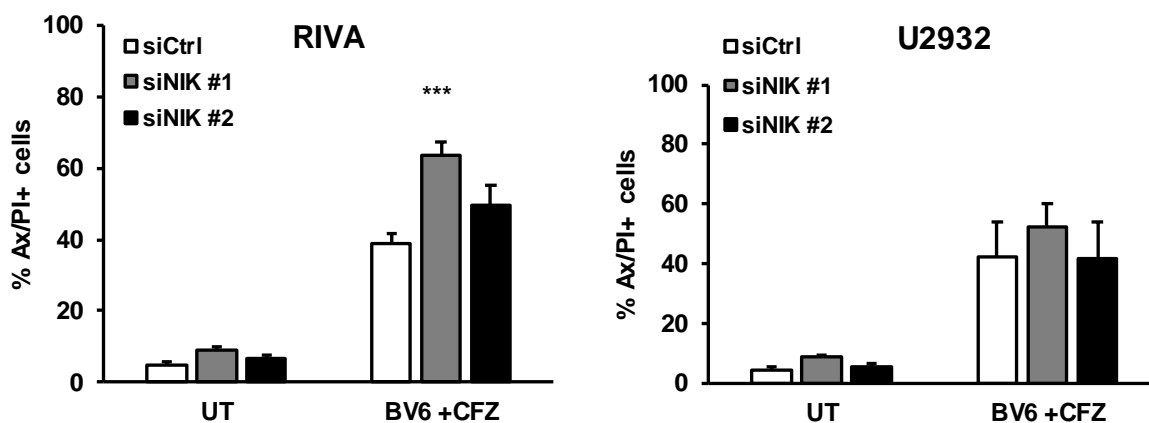 RIVA
siCtrl
siNIK #1
siNIK #2
***
% Ax/PI+ cells
100
80
60
40
20
0
UT
BV6 +CFZ
U2932
siCtrl
siNIK #1
siNIK #2
% Ax/PI+ cells
100
80
60
40
20
0
UT
BV6 +CFZ